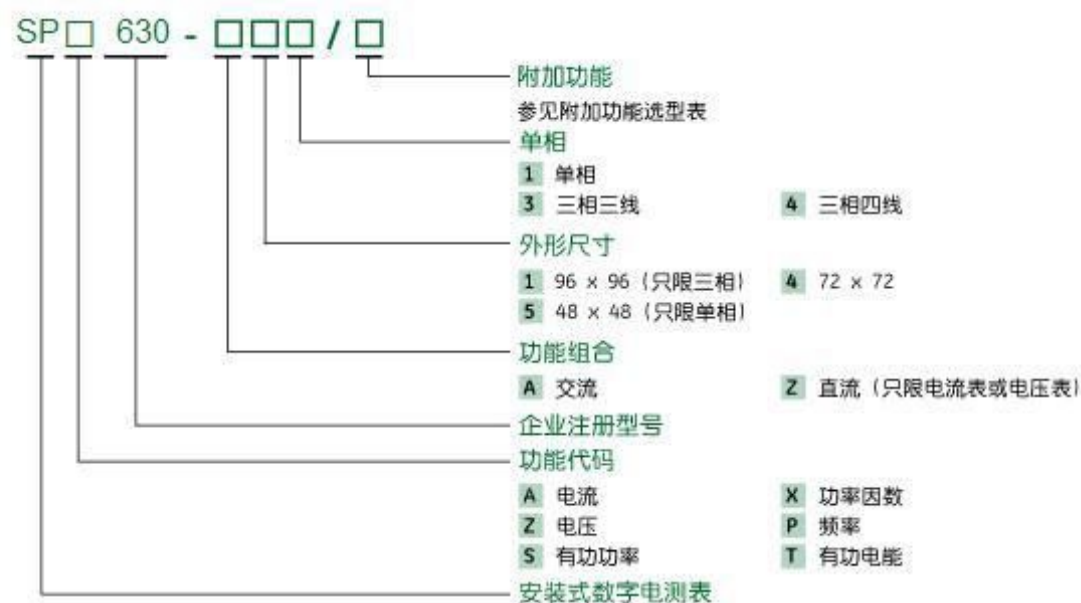 SP□ 630 - □□□ / □
附加功能
参见附加功能选型表
单相
1 单相
3 三相三线 4 三相四线
外形尺寸
1 96 × 96 (只限三相) 4 72 × 72
5 48 × 48 (只限单相)
功能组合
A 交流 Z 直流 (只限电流表或电压表)
企业注册型号
功能代码
A 电流 X 功率因数
Z 电压 P 频率
S 有功功率 T 有功电能
安装式数字电测表